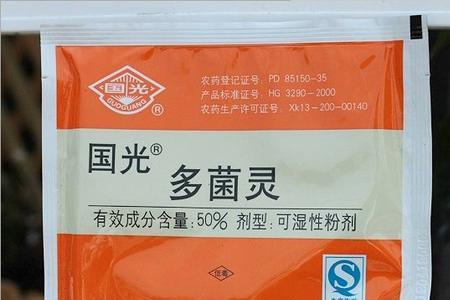 国光
GUOGUANG
®
农药登记证号: PD 85150-35
产品标准证号: HG 3290-2000
农药生产许可证号: Xk13-200-00140
国光®
多菌灵
有效成分含量:50% 剂型:可湿性粉剂
低毒